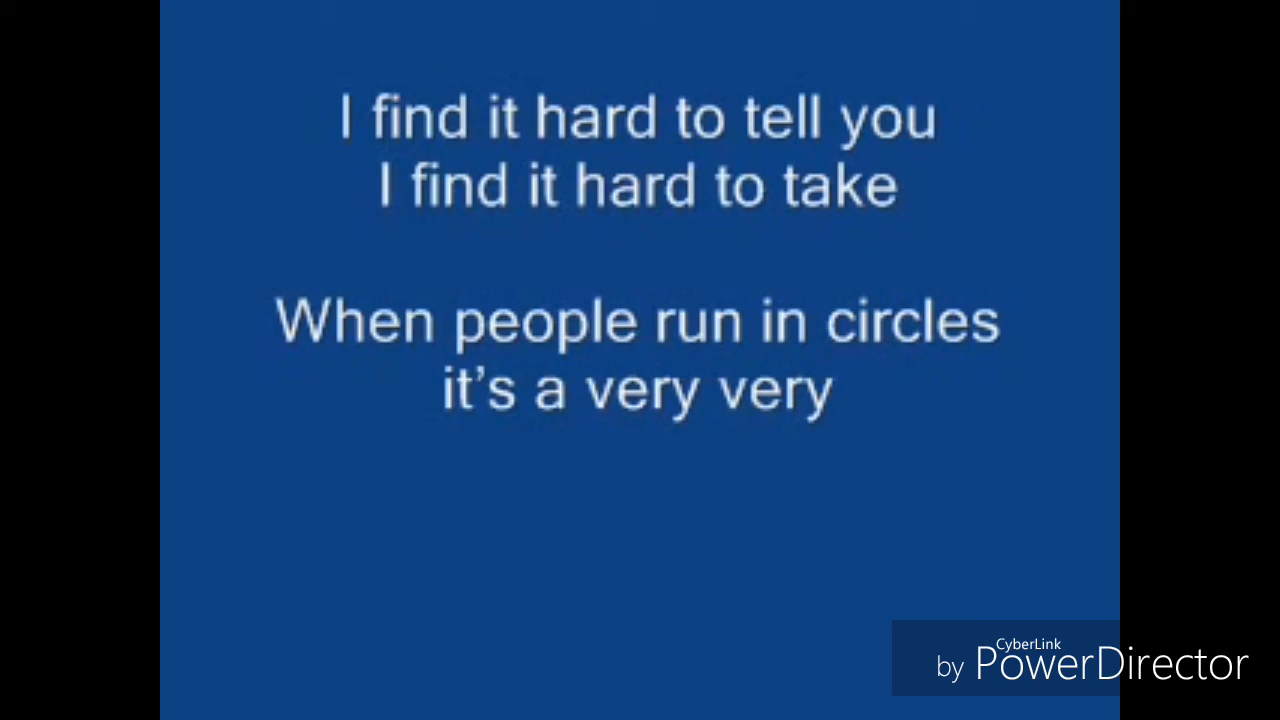 I find it hard to tell you
I find it hard to take
When people run in circles
it’s a very very
CyberLink
by PowerDirector